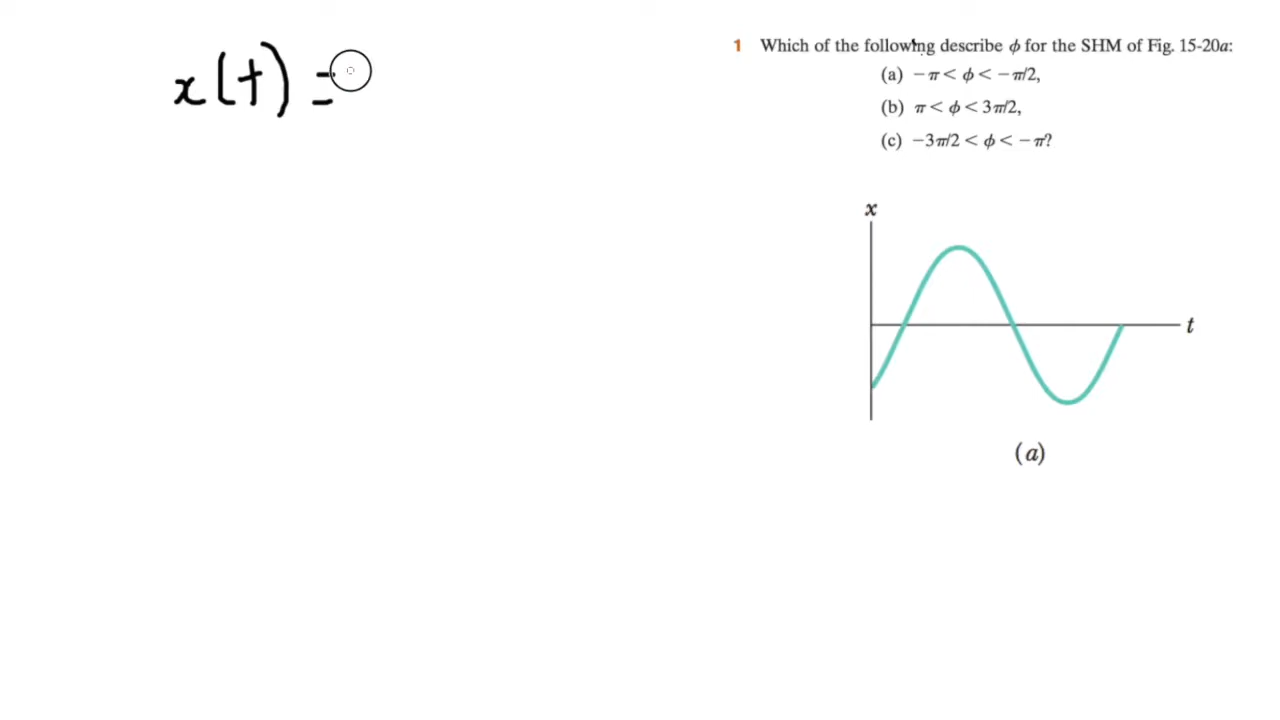 x(t) =
1 Which of the following describe ϕ for the SHM of Fig. 15-20a:
(a) −π < ϕ < −π/2,
(b) π < ϕ < 3π/2,
(c) −3π/2 < ϕ < −π?
x
t
(a)